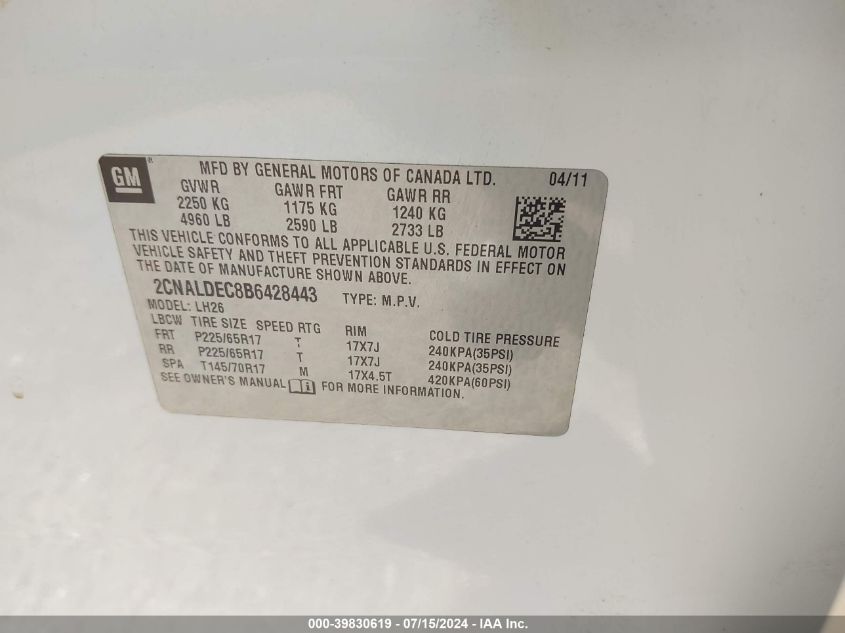 GM ® MFD BY GENERAL MOTORS OF CANADA LTD. 04/11
GVWR GAWR FRT GAWR RR
2250 KG 1175 KG 1240 KG
4960 LB 2590 LB 2733 LB
THIS VEHICLE CONFORMS TO ALL APPLICABLE U.S. FEDERAL MOTOR
VEHICLE SAFETY AND THEFT PREVENTION STANDARDS IN EFFECT ON
THE DATE OF MANUFACTURE SHOWN ABOVE.
2CNALDEC8B6428443 TYPE: M.P.V.
MODEL: LH26
LBCW TIRE SIZE SPEED RTG RIM COLD TIRE PRESSURE
FRT P225/65R17 T 17X7J 240KPA(35PSI)
RR P225/65R17 T 17X7J 240KPA(35PSI)
SPA T145/70R17 M 17X4.5T 420KPA(60PSI)
SEE OWNER'S MANUAL FOR MORE INFORMATION.
000-39830619 - 07/15/2024 - IAA Inc.